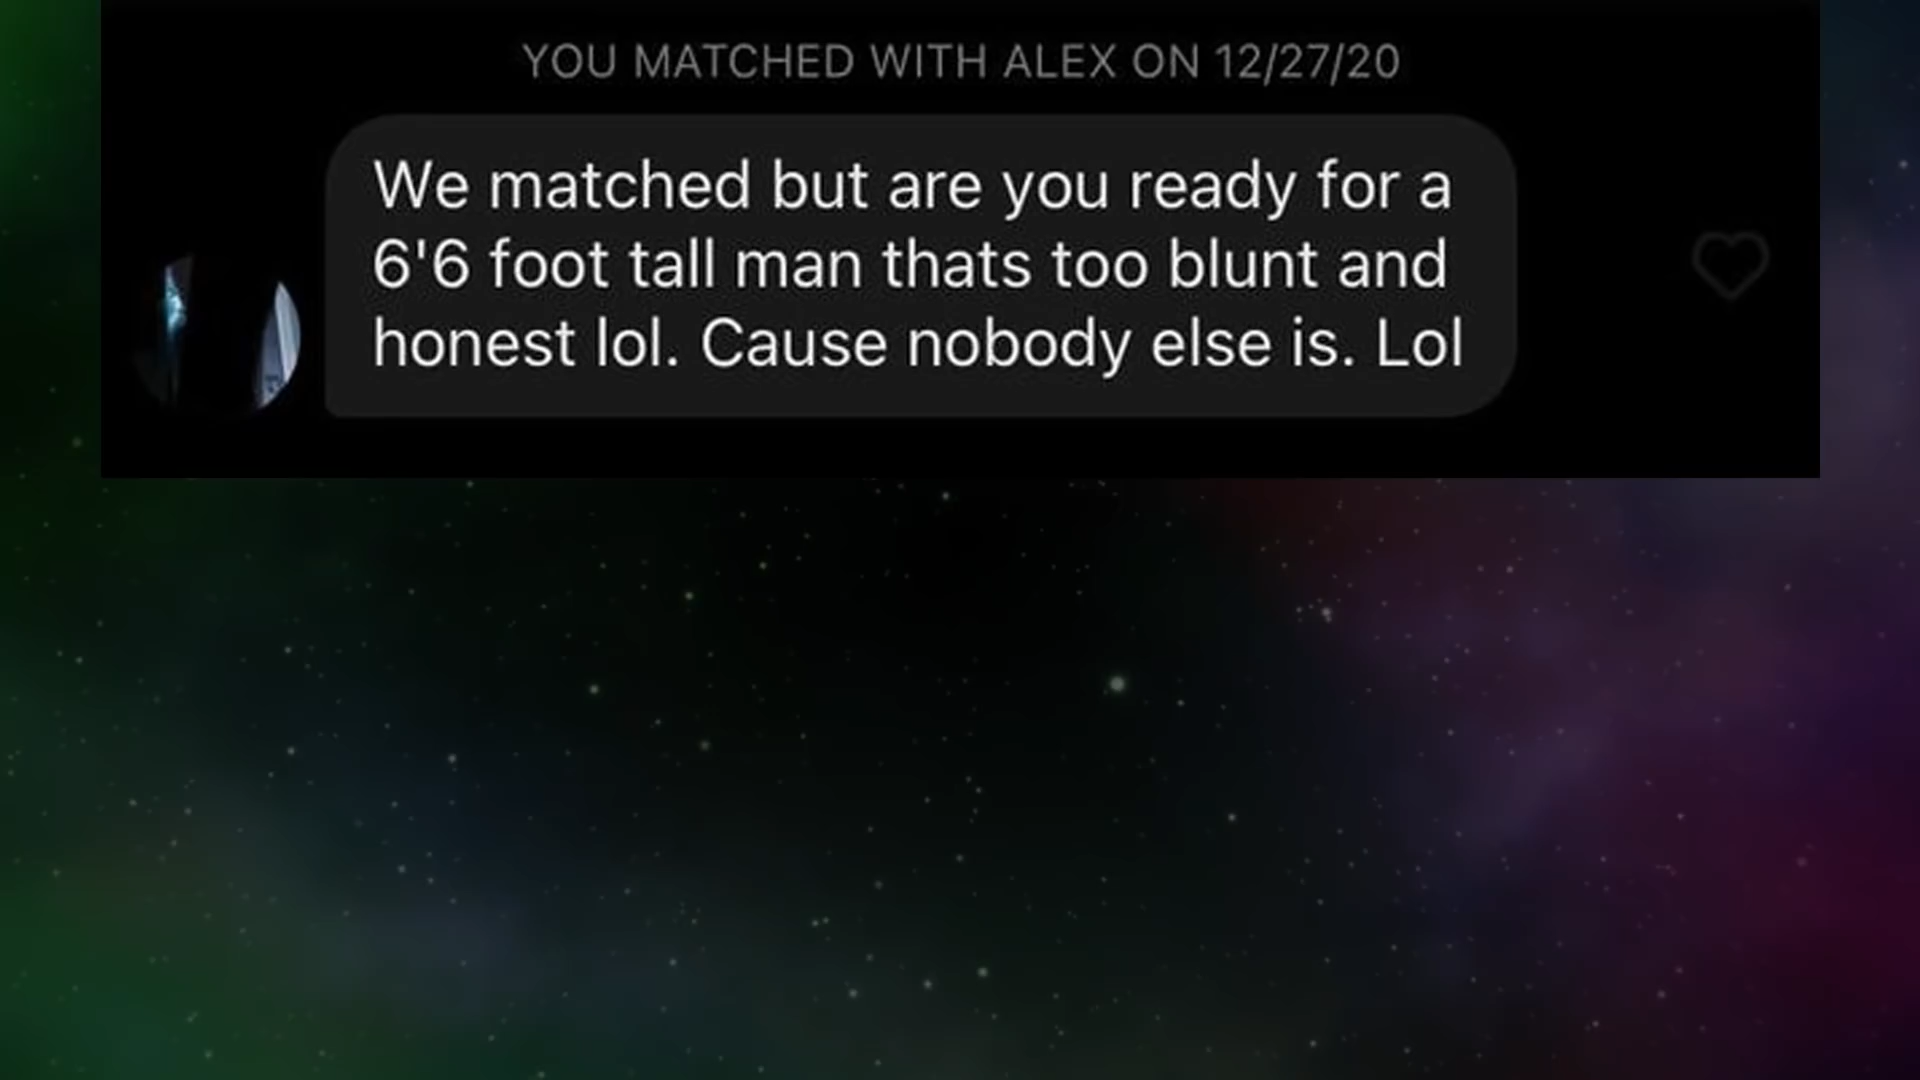 YOU MATCHED WITH ALEX ON 12/27/20
We matched but are you ready for a
6'6 foot tall man thats too blunt and
honest lol. Cause nobody else is. Lol